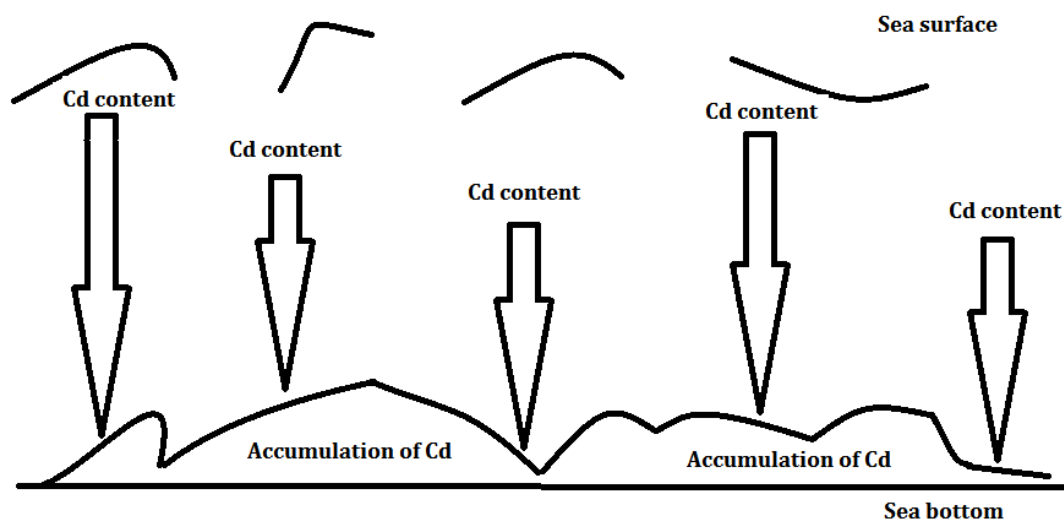 Sea surface
Cd content
Cd content
Cd content
Cd content
Cd content
Accumulation of Cd
Accumulation of Cd
Sea bottom